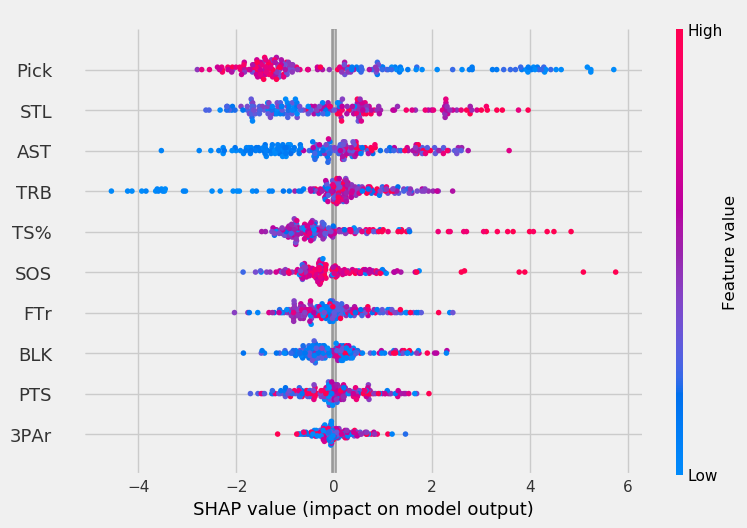 High
Pick
STL
AST
TRB
TS%
SOS
FTr
BLK
PTS
3PAr
Feature value
Low
−4
−2
0
2
4
6
SHAP value (impact on model output)